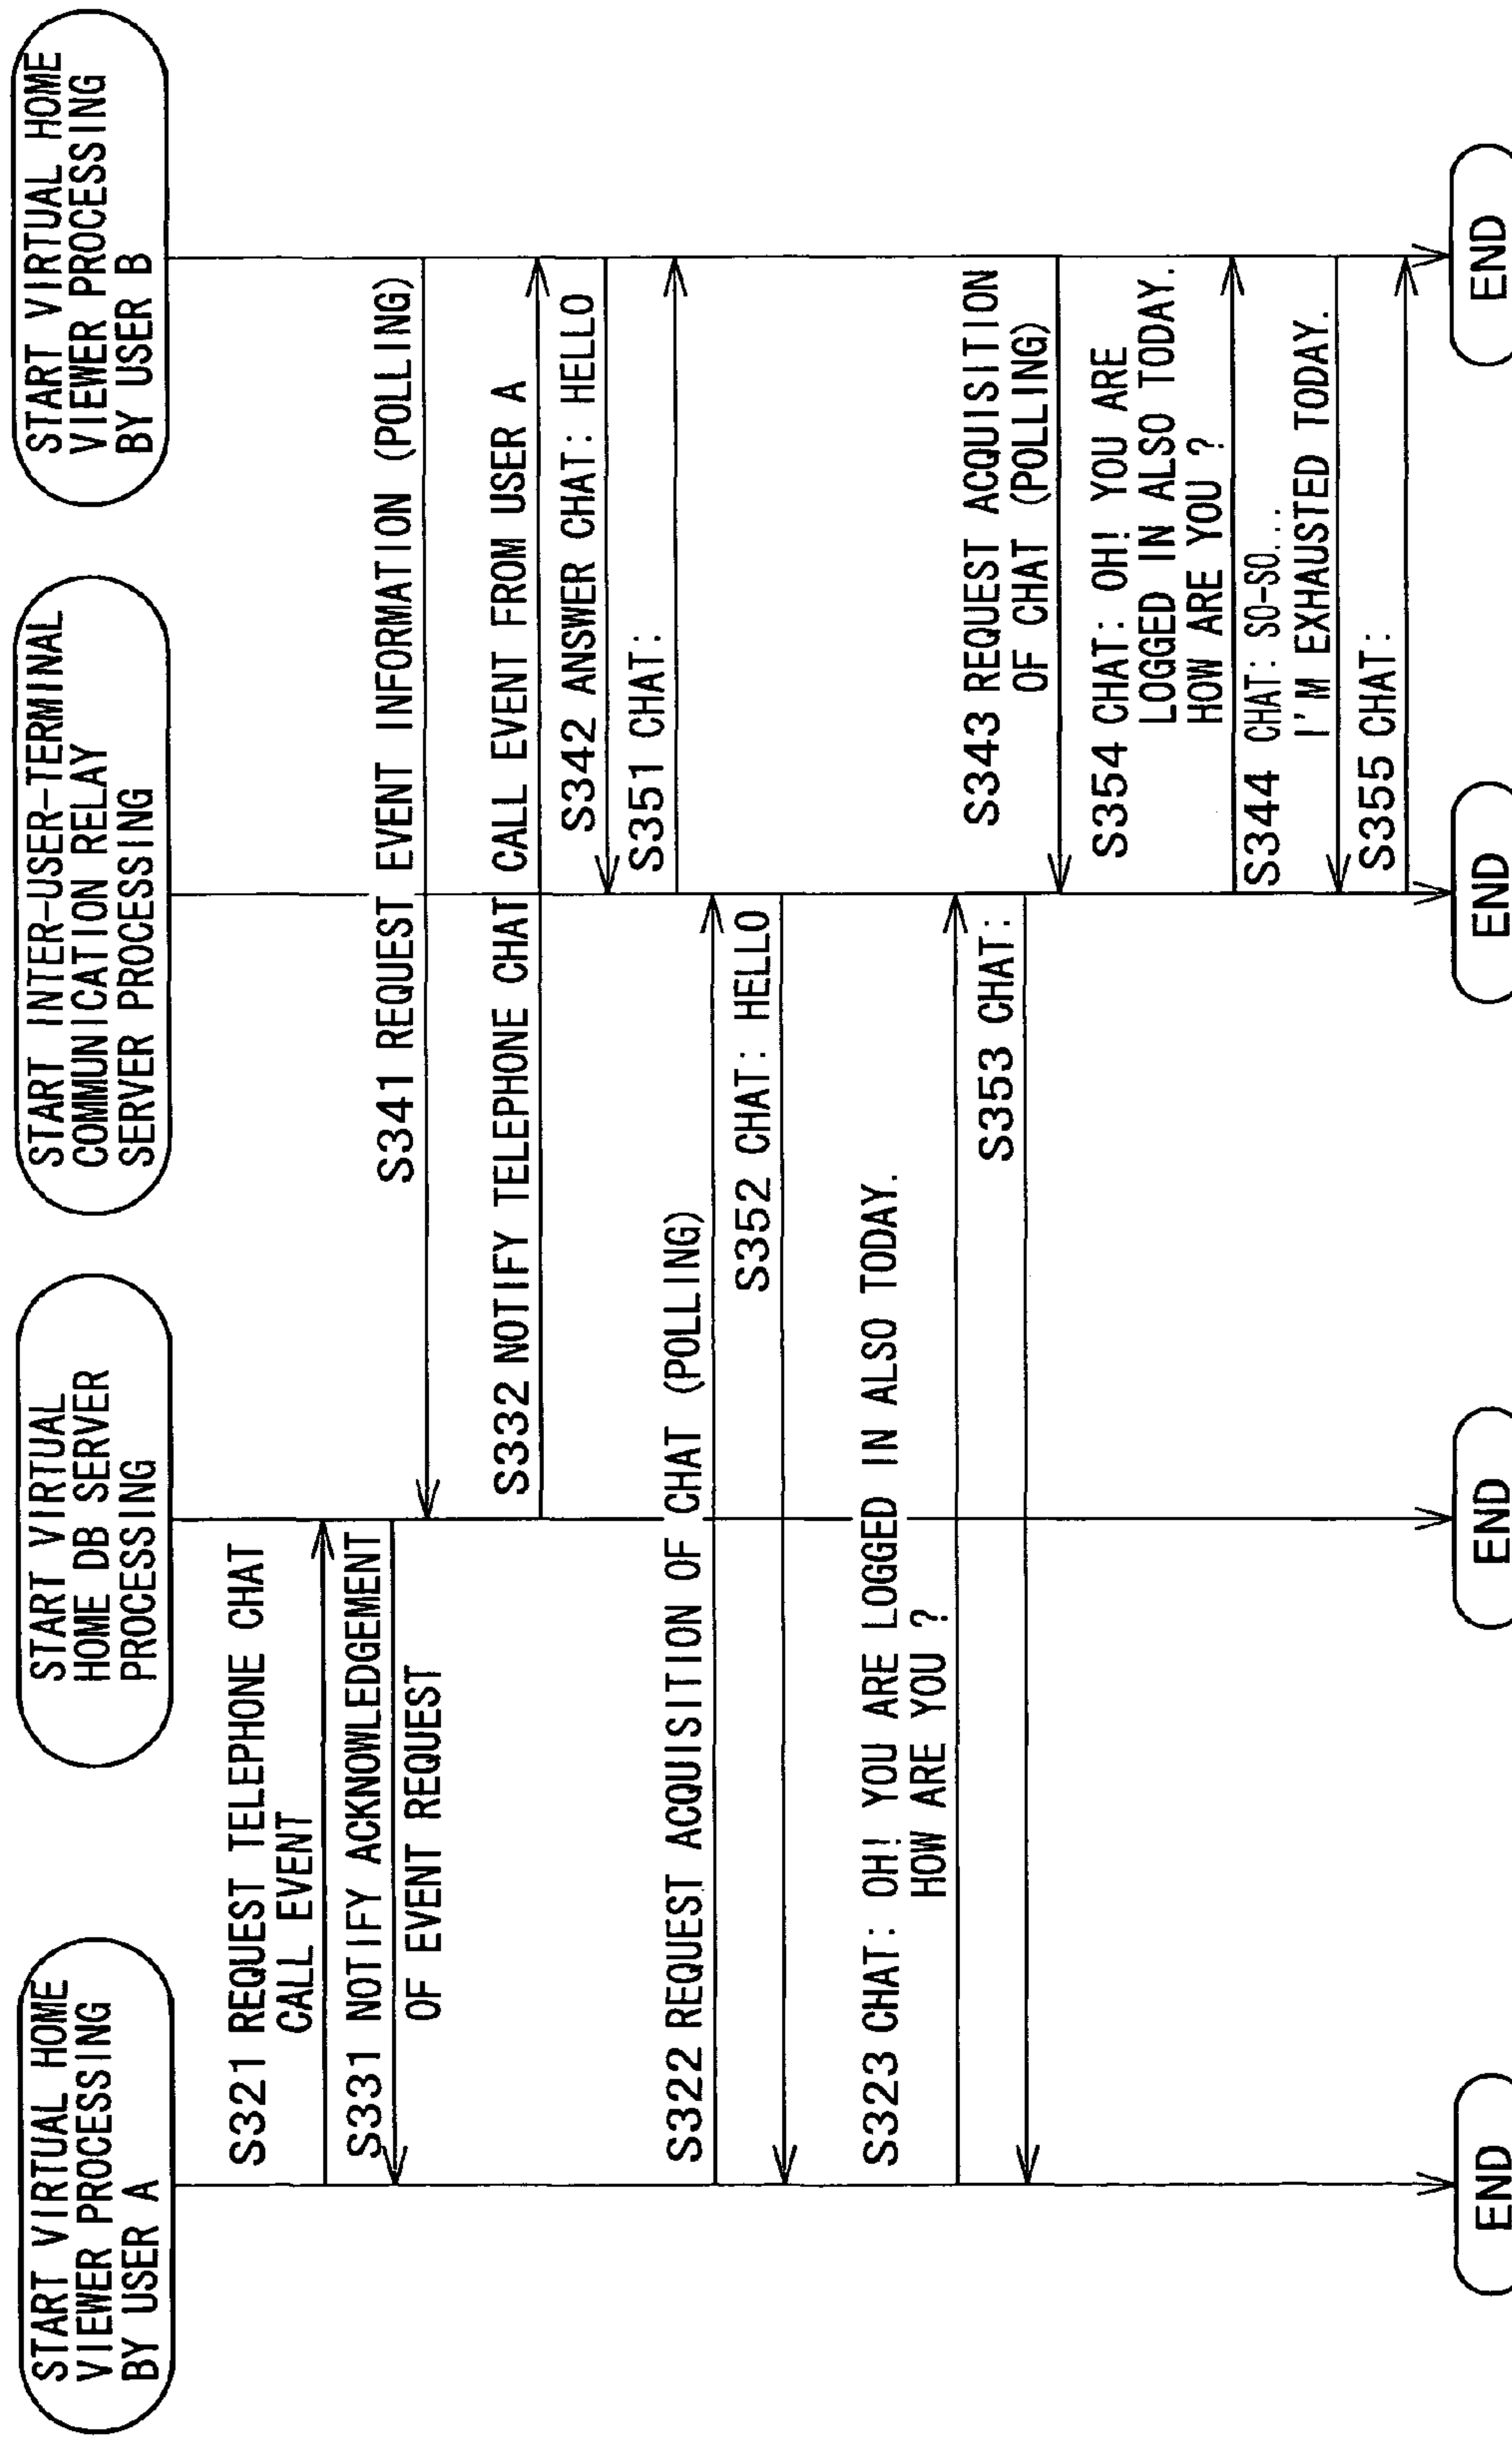 START VIRTUAL HOME
VIEWER PROCESSING
BY USER A
START VIRTUAL
HOME DB SERVER
PROCESSING
START INTER-USER-TERMINAL
COMMUNICATION RELAY
SERVER PROCESSING
START VIRTUAL HOME
VIEWER PROCESSING
BY USER B
S321 REQUEST TELEPHONE CHAT
CALL EVENT
S331 NOTIFY ACKNOWLEDGEMENT
OF EVENT REQUEST
S341 REQUEST EVENT INFORMATION (POLLING)
S332 NOTIFY TELEPHONE CHAT CALL EVENT FROM USER A
S342 ANSWER CHAT: HELLO
S351 CHAT:
S322 REQUEST ACQUISITION OF CHAT (POLLING)
S352 CHAT: HELLO
S323 CHAT: OH! YOU ARE LOGGED IN ALSO TODAY.
HOW ARE YOU ?
S353 CHAT:
S343 REQUEST ACQUISITION
OF CHAT (POLLING)
S354 CHAT: OH! YOU ARE
LOGGED IN ALSO TODAY.
HOW ARE YOU ?
S344 CHAT: SO-SO...
I'M EXHAUSTED TODAY.
S355 CHAT:
END
END
END
END